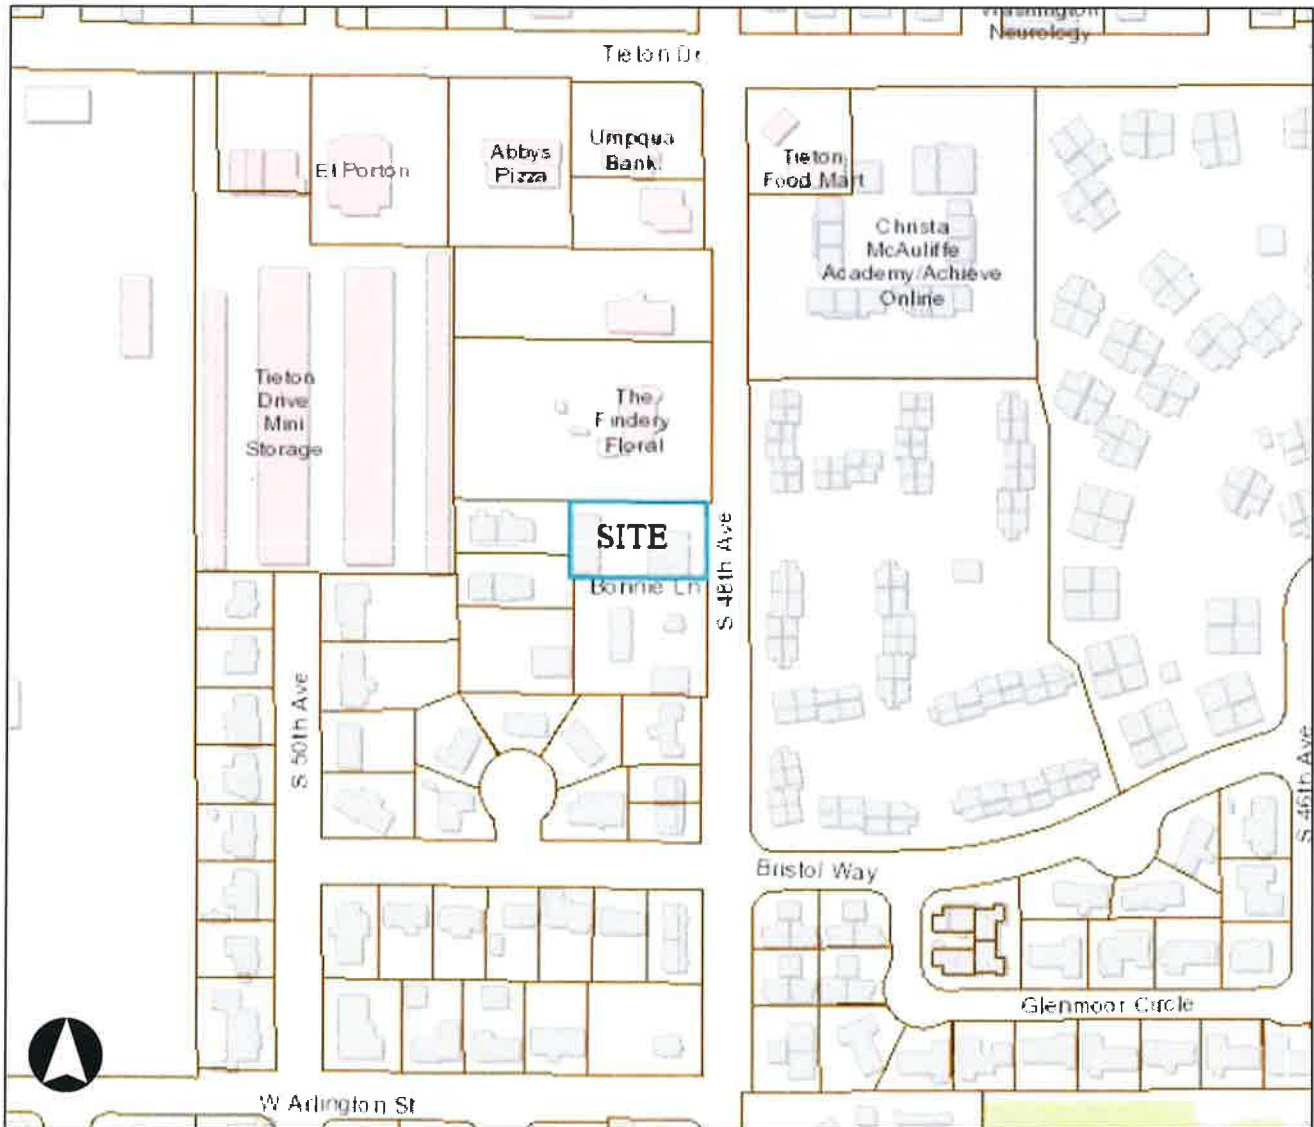 Washington
Neurology
Tieton Dr
El Porton
Abbys
Pizza
Umpqua
Bank
Tieton
Food Mart
Christa
McAuliffe
Academy/Achieve
Online
Tieton
Drive
Mini
Storage
The
Findery
Floral
SITE
Bonnie Ln
S 48th Ave
S 50th Ave
S 46th Ave
Bristol Way
Glenmoor Circle
W Arlington St